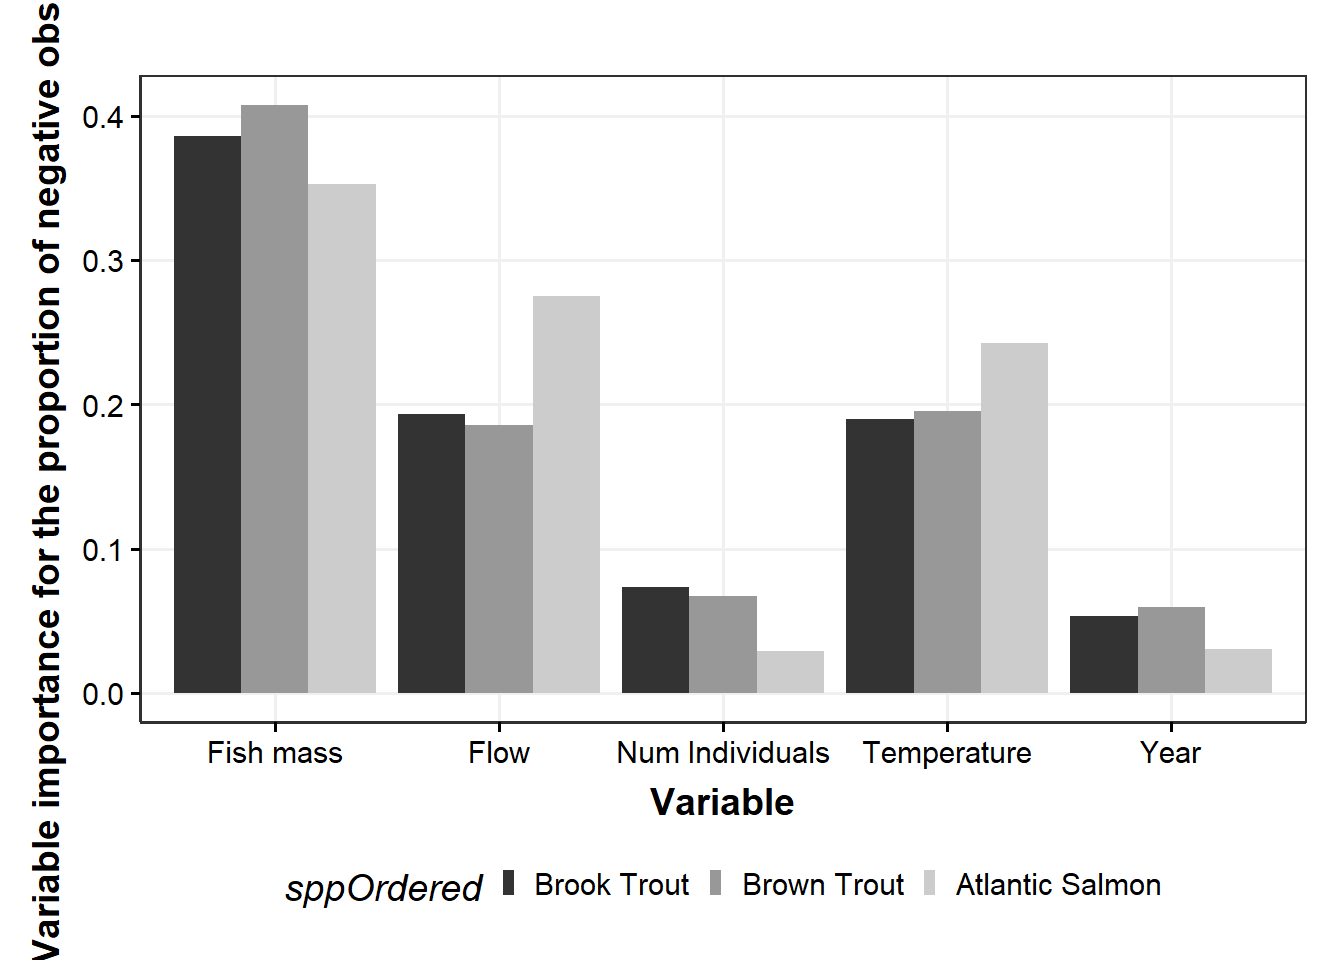 Variable importance for the proportion of negative obs
0.4
0.3
0.2
0.1
0.0
Fish mass
Flow
Num Individuals
Temperature
Year
Variable
sppOrdered
Brook Trout
Brown Trout
Atlantic Salmon